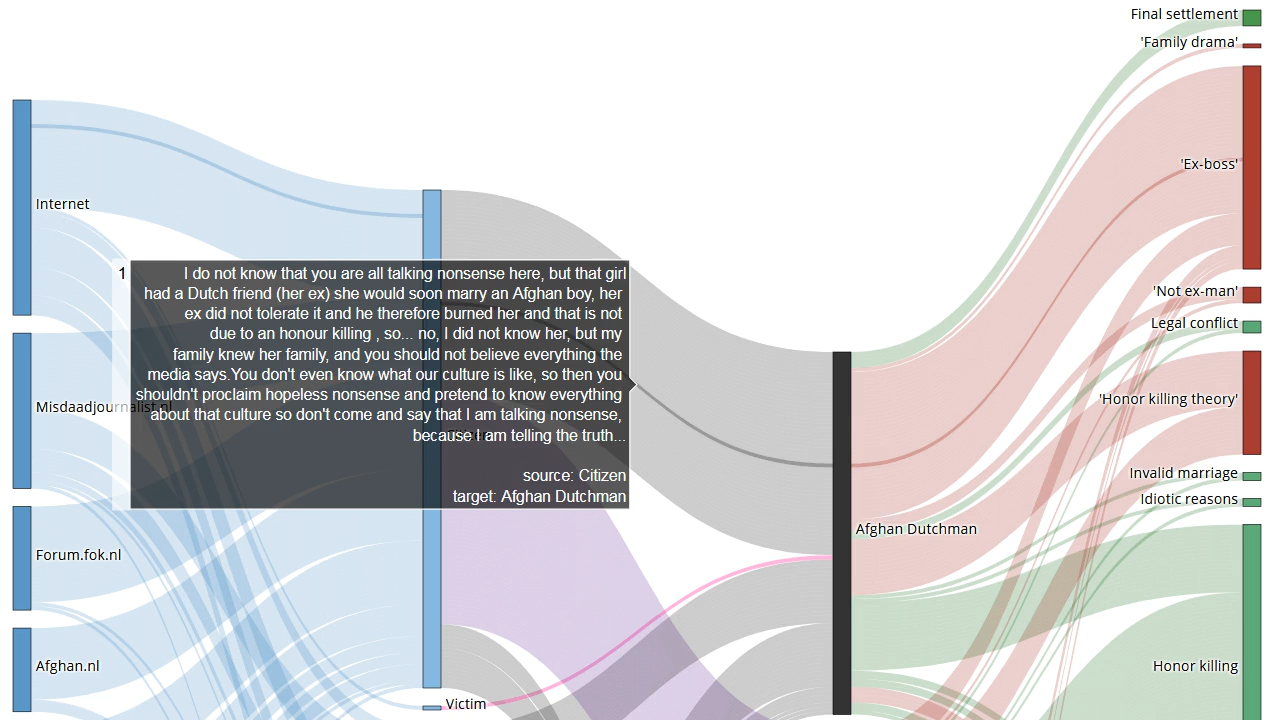 Final settlement
'Family drama'
'Ex-boss'
Internet
1
I do not know that you are all talking nonsense here, but that girl
had a Dutch friend (her ex) she would soon marry an Afghan boy, her
ex did not tolerate it and he therefore burned her and that is not
due to an honour killing , so... no, I did not know her, but my
family knew her family, and you should not believe everything the
media says.You don't even know what our culture is like, so then you
shouldn't proclaim hopeless nonsense and pretend to know everything
about that culture so don't come and say that I am talking nonsense,
because I am telling the truth...
source: Citizen
target: Afghan Dutchman
'Not ex-man'
Legal conflict
Misdaadjournalist.nl
'Honor killing theory'
Invalid marriage
Idiotic reasons
Afghan Dutchman
Forum.fok.nl
Afghan.nl
Honor killing
Victim